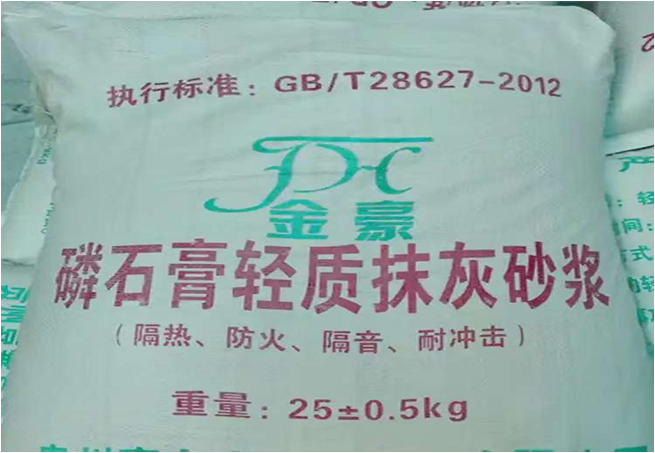 执行标准：GB/T28627-2012
金豪
磷石膏轻质抹灰砂浆
（隔热、防火、隔音、耐冲击）
重量：25±0.5kg